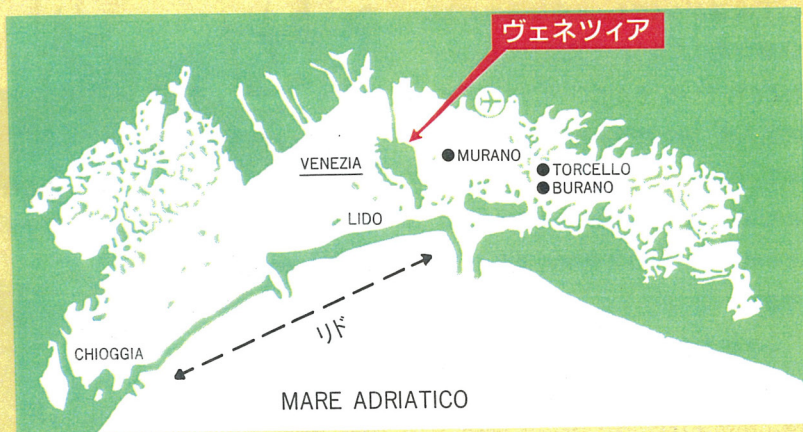 ヴェネツィア
VENEZIA
MURANO
TORCELLO
BURANO
LIDO
リド
CHIOGGIA
MARE ADRIATICO